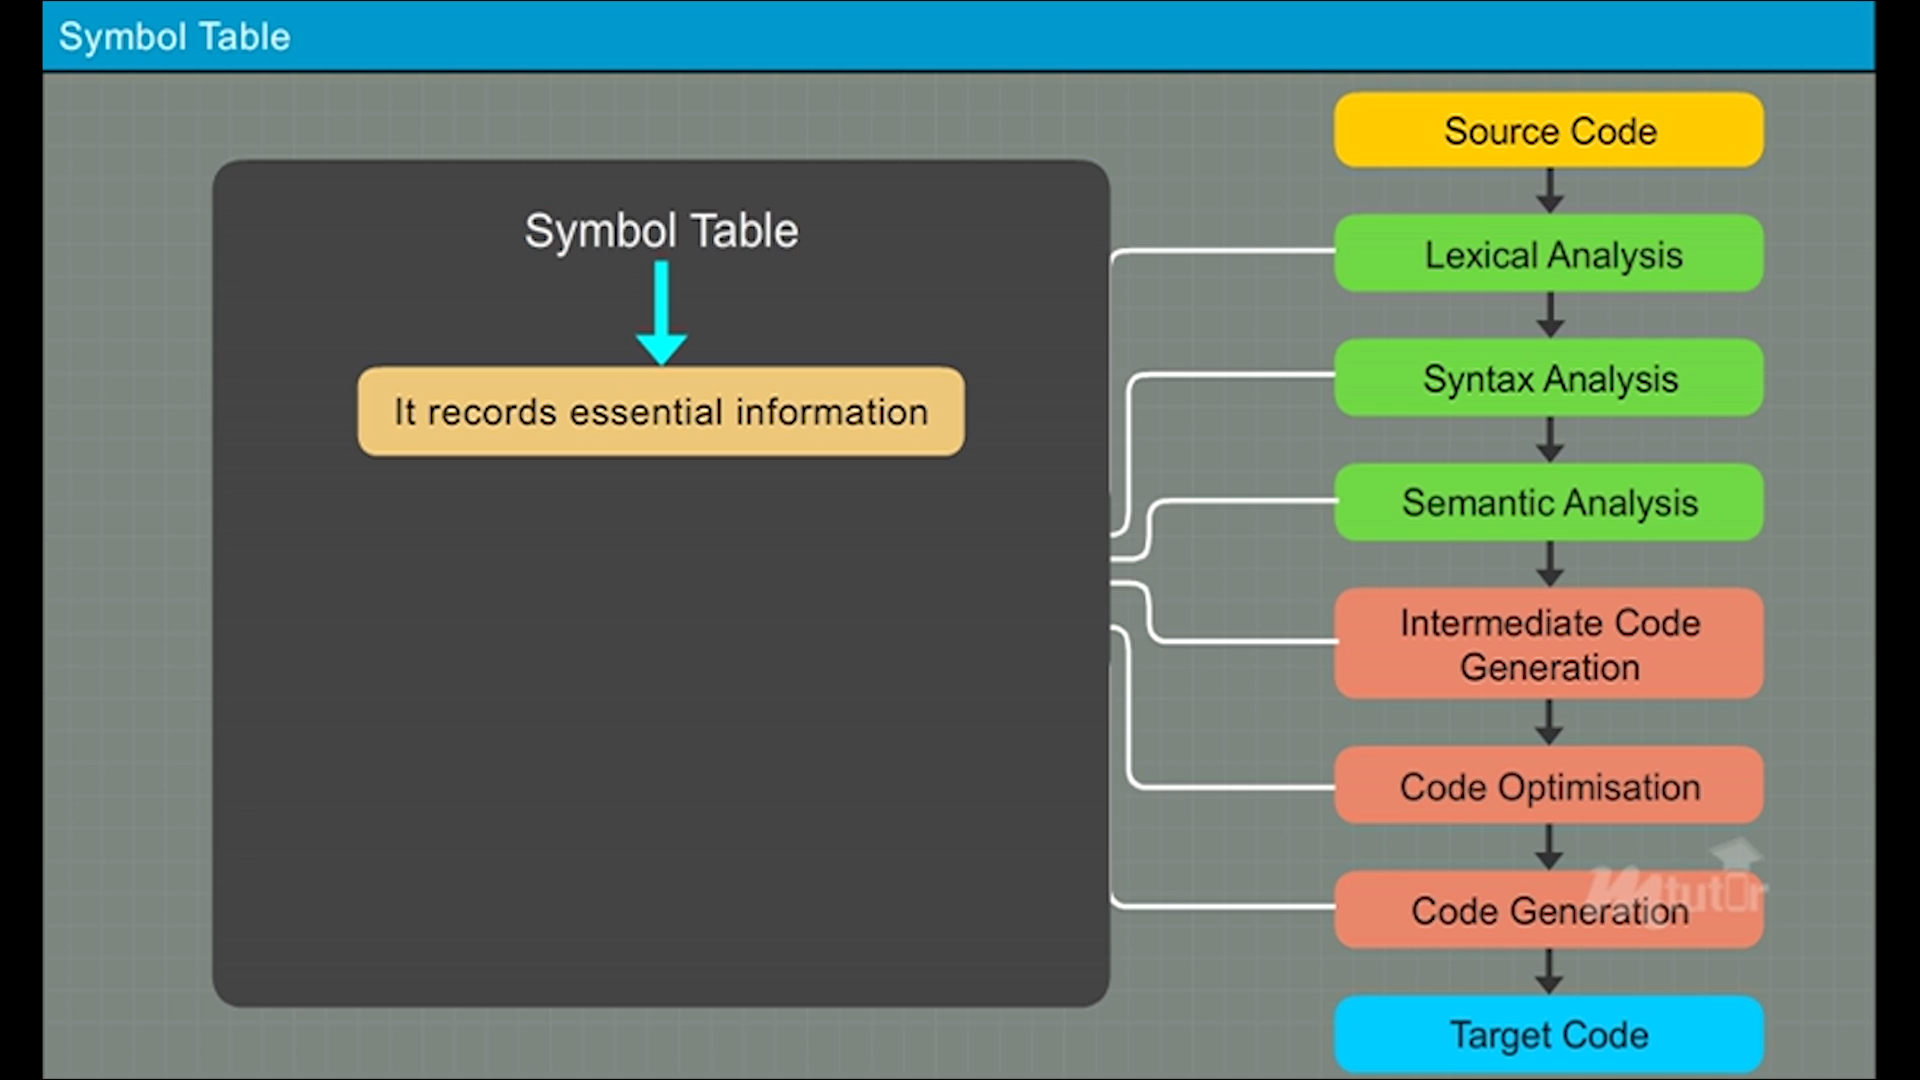 Symbol Table
Symbol Table
It records essential information
Source Code
Lexical Analysis
Syntax Analysis
Semantic Analysis
Intermediate Code
Generation
Code Optimisation
Code Generation
Target Code
mtutor